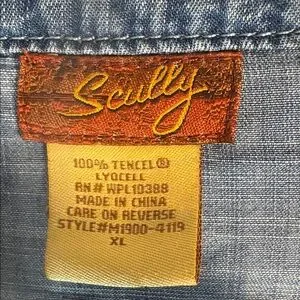 Scully
100% TENCEL®
LYOCELL
RN# WPL10388
MADE IN CHINA
CARE ON REVERSE
STYLE#M1900-4119
XL